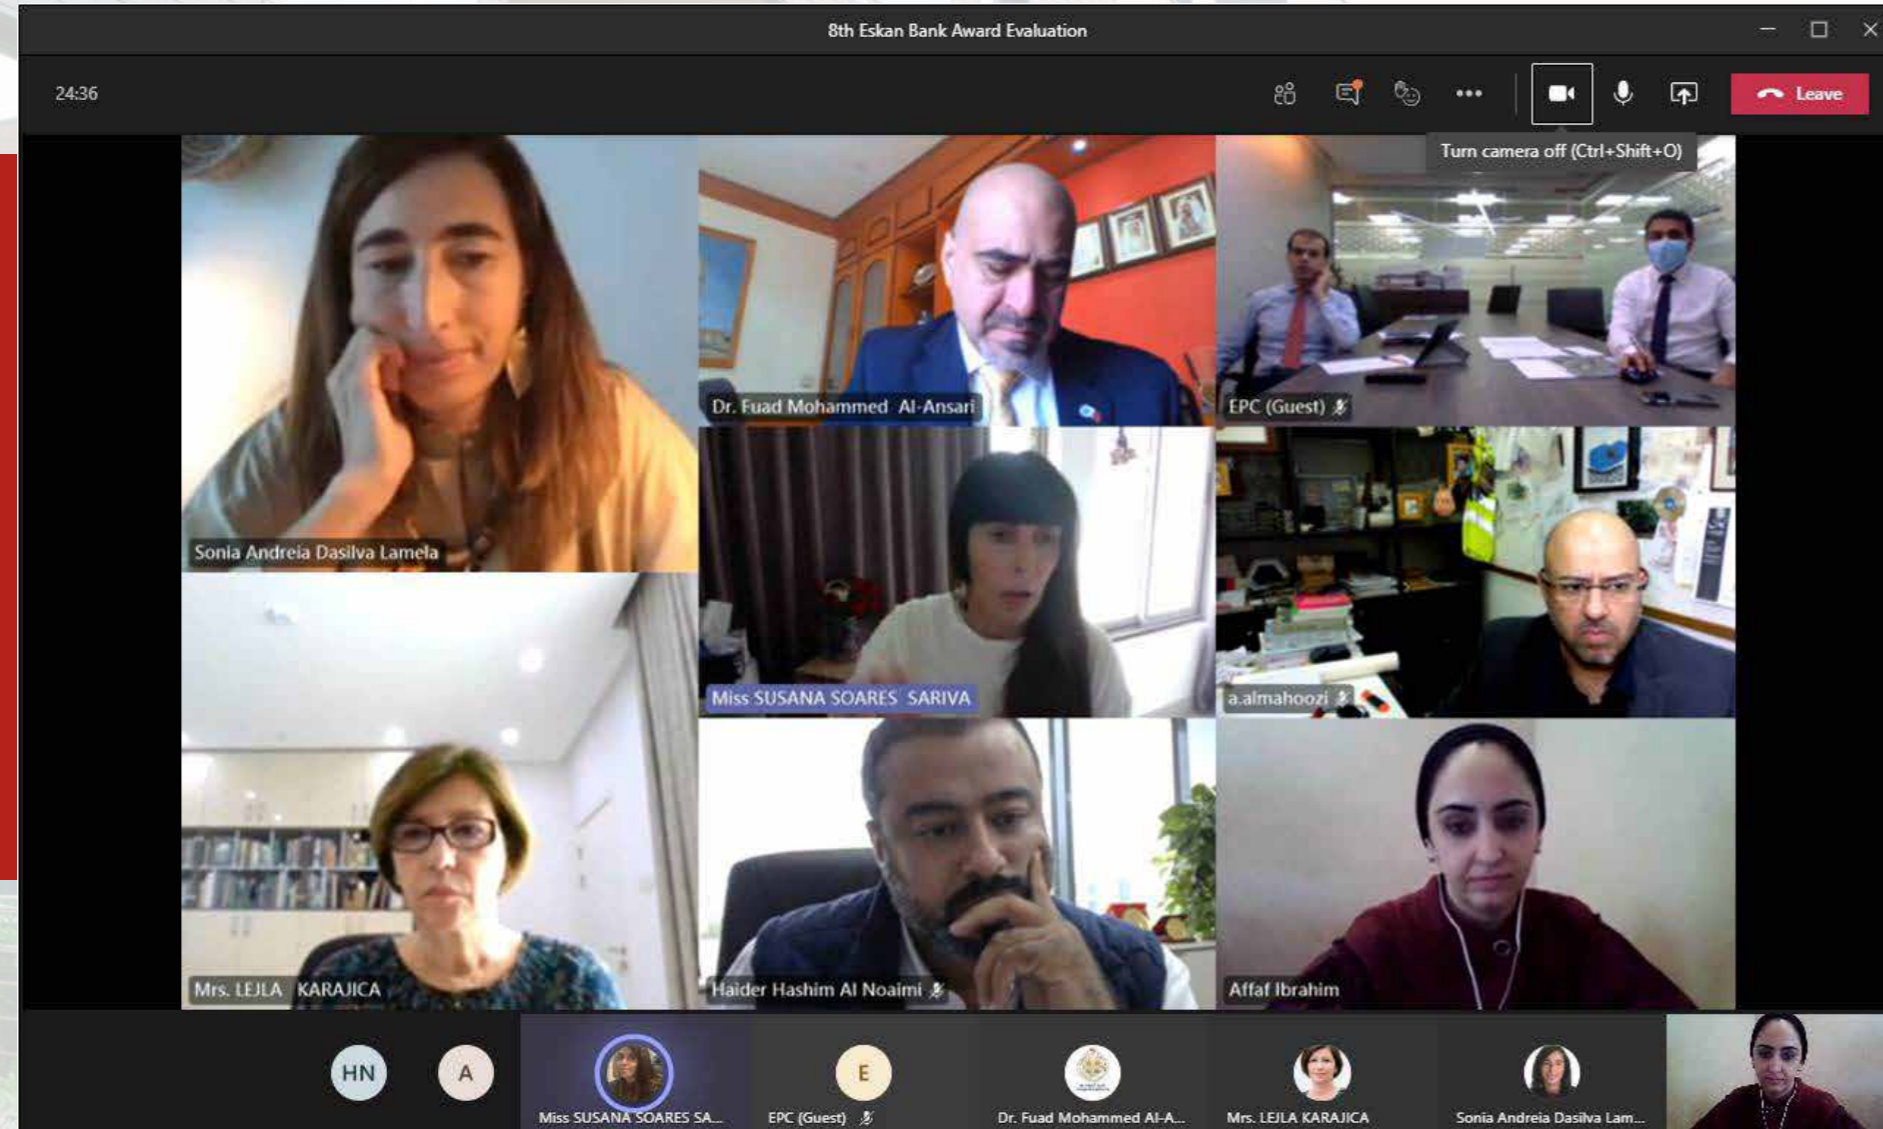 8th Eskan Bank Award Evaluation
24:36
Leave
Turn camera off (Ctrl+Shift+O)
Sonia Andreia Dasilva Lamela
Dr. Fuad Mohammed Al-Ansari
EPC (Guest)
Miss SUSANA SOARES SARIVA
a.almahoozi
Mrs. LEJLA KARAJICA
Haider Hashim Al Noaimi
Affaf Ibrahim
HN
A
E
Miss SUSANA SOARES SA...
EPC (Guest)
Dr. Fuad Mohammed Al-A...
Mrs. LEJLA KARAJICA
Sonia Andreia Dasilva Lam...